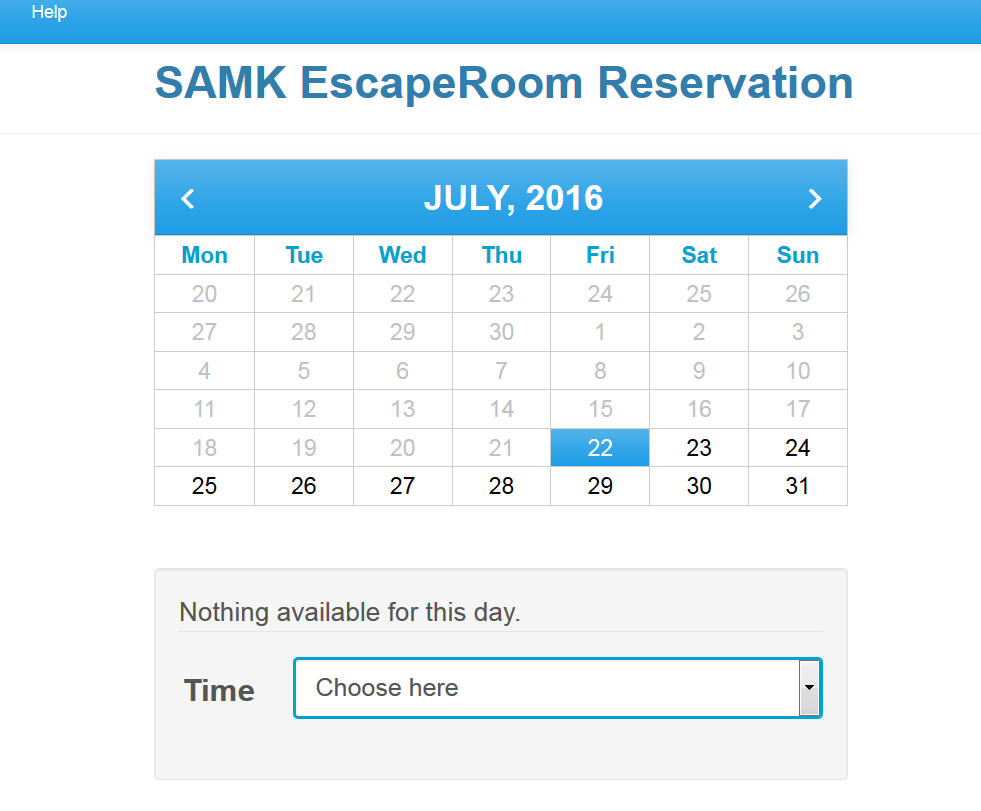 Help
SAMK EscapeRoom Reservation
JULY, 2016
Mon Tue Wed Thu Fri Sat Sun
20 21 22 23 24 25 26
27 28 29 30 1 2 3
4 5 6 7 8 9 10
11 12 13 14 15 16 17
18 19 20 21 22 23 24
25 26 27 28 29 30 31
Nothing available for this day.
Time Choose here